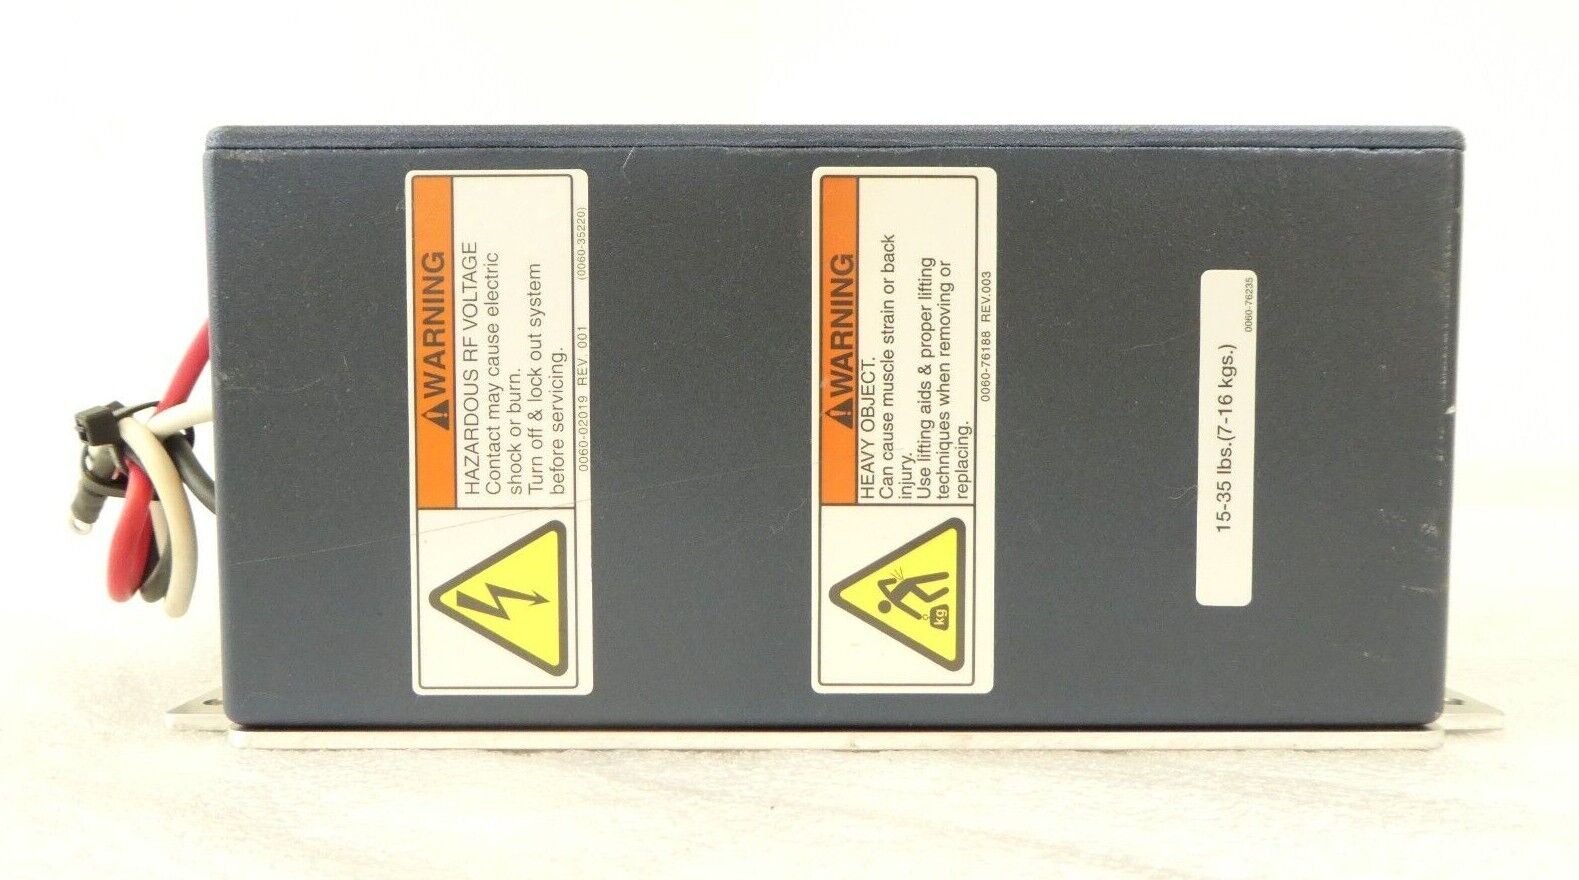 WARNING
HAZARDOUS RF VOLTAGE
Contact may cause electric
shock or burn.
Turn off & lock out system
before servicing.
0060-02019 REV. 001 (0060-35220)
WARNING
HEAVY OBJECT.
Can cause muscle strain or back
injury.
Use lifting aids & proper lifting
techniques when removing or
replacing.
0060-76188 REV.003
kg
15-35 lbs.(7-16 kgs.)
0060-76235